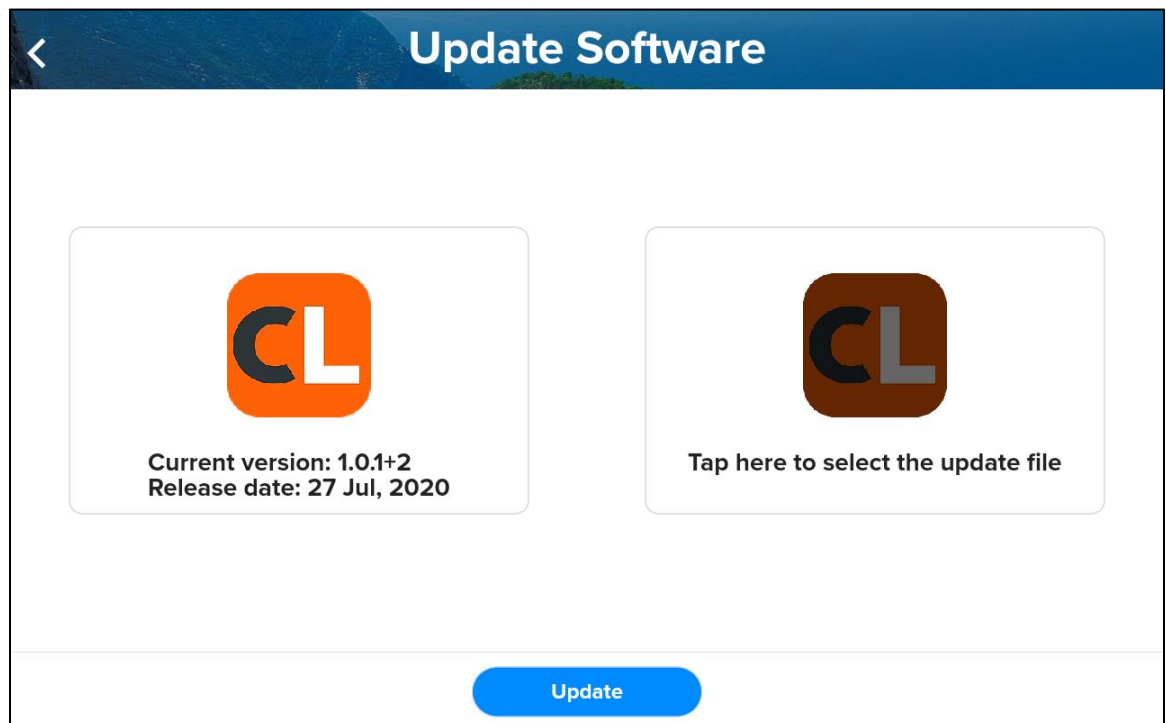 Update Software
CL
Current version: 1.0.1+2
Release date: 27 Jul, 2020
CL
Tap here to select the update file
Update